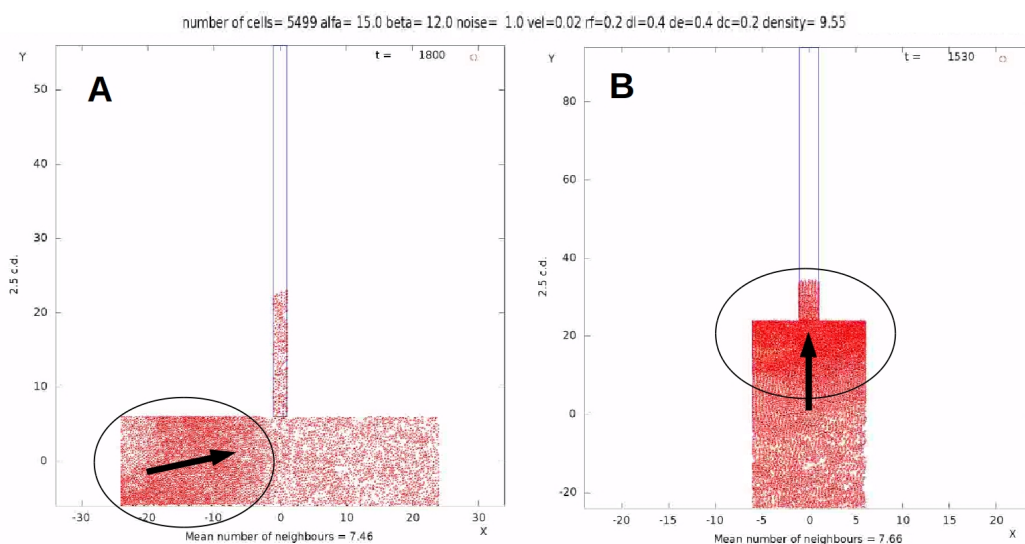 number of cells= 5499 alfa= 15.0 beta= 12.0 noise= 1.0 vel=0.02 rf=0.2 dl=0.4 de=0.4 dc=0.2 density= 9.55
Y
A
t = 1800
50
40
30
20
10
0
2.5 c.d.
-30 -20 -10 0 10 20 30
X
Mean number of neighbours = 7.46
Y
B
t = 1530
80
60
40
20
0
-20
2.5 c.d.
-20 -15 -10 -5 0 5 10 15 20
X
Mean number of neighbours = 7.66